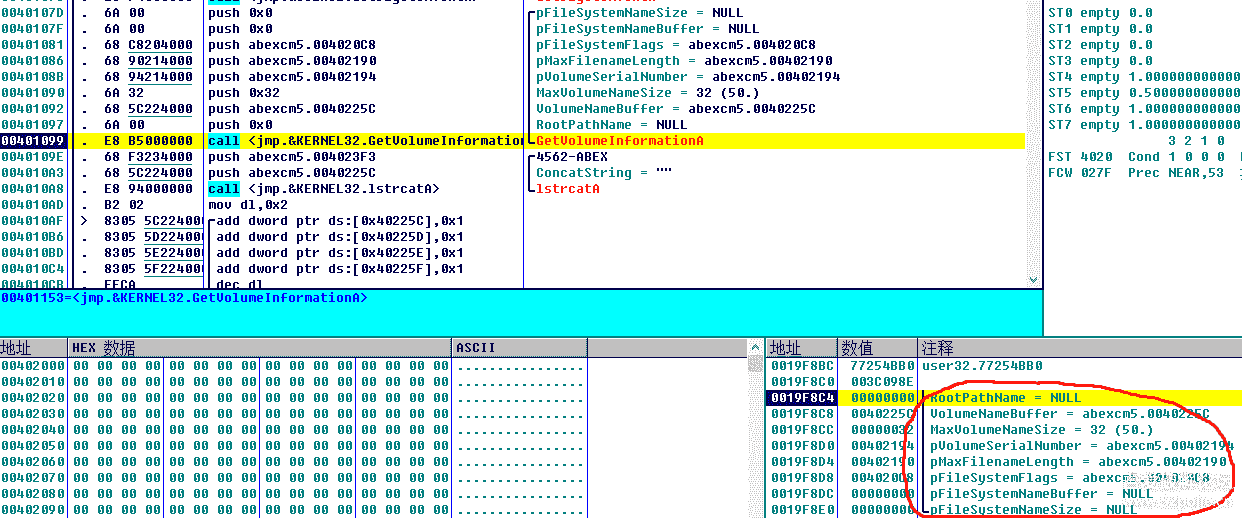 0040107D . 6A 00 push 0x0 pFileSystemNameSize = NULL
0040107F . 6A 00 push 0x0 pFileSystemNameBuffer = NULL
00401081 . 68 C8204000 push abexcm5.004020C8 pFileSystemFlags = abexcm5.004020C8
00401086 . 68 90214000 push abexcm5.00402190 pMaxFilenameLength = abexcm5.00402190
0040108B . 68 94214000 push abexcm5.00402194 pVolumeSerialNumber = abexcm5.00402194
00401090 . 6A 32 push 0x32 MaxVolumeNameSize = 32 (50.)
00401092 . 68 5C224000 push abexcm5.0040225C VolumeNameBuffer = abexcm5.0040225C
00401097 . 6A 00 push 0x0 RootPathName = NULL
00401099 . E8 B5000000 call <jmp.&KERNEL32.GetVolumeInformation GetVolumeInformationA
0040109E . 68 F3234000 push abexcm5.004023F3 4562-ABEX
004010A3 . 68 5C224000 push abexcm5.0040225C ConcatString = ""
004010A8 . E8 94000000 call <jmp.&KERNEL32.lstrcatA> lstrcatA
004010AD . B2 02 mov dl,0x2
004010AF > 8305 5C22400 add dword ptr ds:[0x40225C],0x1
004010B6 . 8305 5D22400 add dword ptr ds:[0x40225D],0x1
004010BD . 8305 5E22400 add dword ptr ds:[0x40225E],0x1
004010C4 . 8305 5F22400 add dword ptr ds:[0x40225F],0x1
004010CB . FECA dec dl
ST0 empty 0.0
ST1 empty 0.0
ST2 empty 0.0
ST3 empty 0.0
ST4 empty 1.000000000000
ST5 empty 0.500000000000
ST6 empty 1.000000000000
ST7 empty 1.000000000000
3 2 1 0
FST 4020 Cond 1 0 0 0
FCW 027F Prec NEAR,53
00401153=<jmp.&KERNEL32.GetVolumeInformationA>
地址 HEX 数据 ASCII
00402000 00 00 00 00 00 00 00 00 00 00 00 00 00 00 00 00 ................
00402010 00 00 00 00 00 00 00 00 00 00 00 00 00 00 00 00 ................
00402020 00 00 00 00 00 00 00 00 00 00 00 00 00 00 00 00 ................
00402030 00 00 00 00 00 00 00 00 00 00 00 00 00 00 00 00 ................
00402040 00 00 00 00 00 00 00 00 00 00 00 00 00 00 00 00 ................
00402050 00 00 00 00 00 00 00 00 00 00 00 00 00 00 00 00 ................
00402060 00 00 00 00 00 00 00 00 00 00 00 00 00 00 00 00 ................
00402070 00 00 00 00 00 00 00 00 00 00 00 00 00 00 00 00 ................
00402080 00 00 00 00 00 00 00 00 00 00 00 00 00 00 00 00 ................
00402090 00 00 00 00 00 00 00 00 00 00 00 00 00 00 00 00 ................
地址 数值 注释
0019F8BC 77254BB0 user32.77254BB0
0019F8C0 003C098E
0019F8C4 00000000 RootPathName = NULL
0019F8C8 0040225C VolumeNameBuffer = abexcm5.0040225C
0019F8CC 00000032 MaxVolumeNameSize = 32 (50.)
0019F8D0 00402194 pVolumeSerialNumber = abexcm5.00402194
0019F8D4 00402190 pMaxFilenameLength = abexcm5.00402190
0019F8D8 004020C8 pFileSystemFlags = abexcm5.004020C8
0019F8DC 00000000 pFileSystemNameBuffer = NULL
0019F8E0 00000000 pFileSystemNameSize = NULL